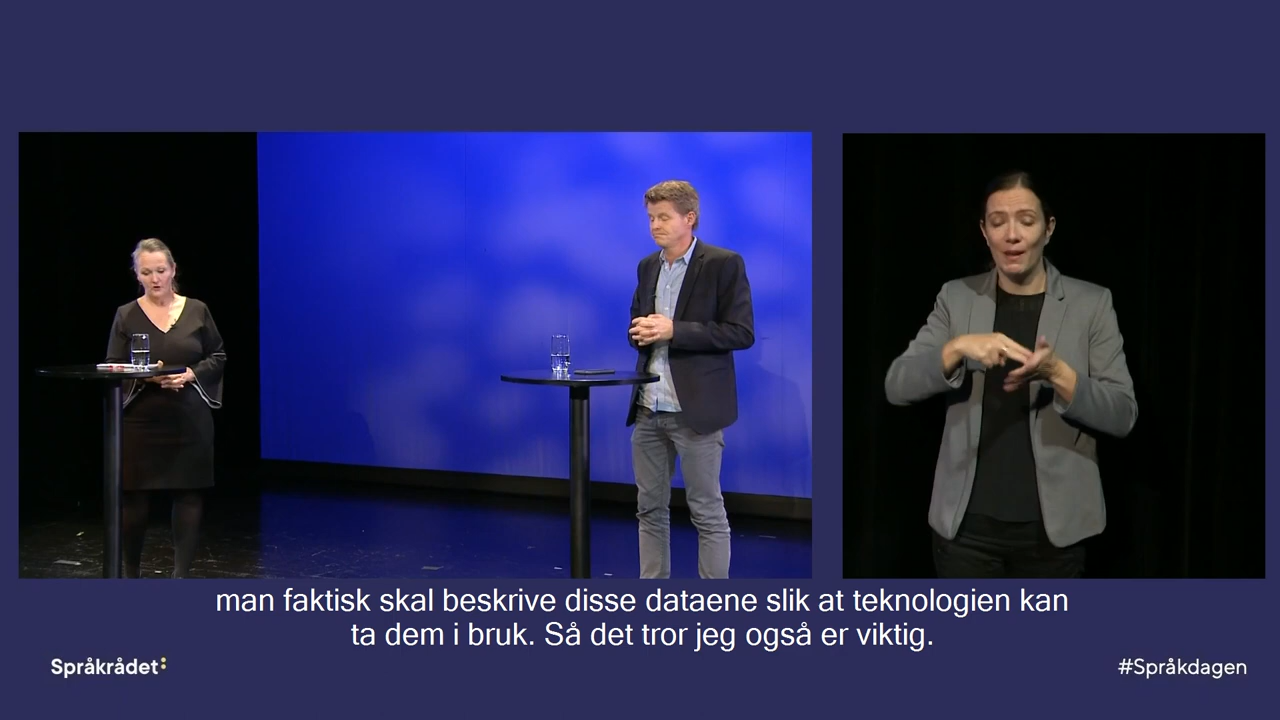 man faktisk skal beskrive disse dataene slik at teknologien kan
ta dem i bruk. Så det tror jeg også er viktig.
Språkrådet:
#Språkdagen